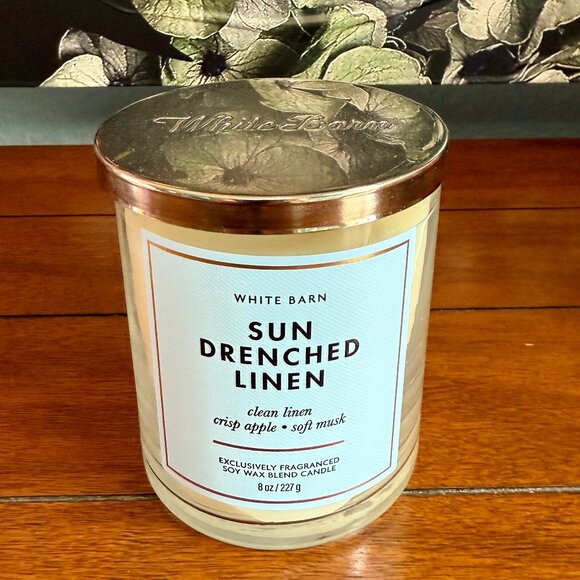 White Barn
WHITE BARN
SUN
DRENCHED
LINEN
clean linen
crisp apple • soft musk
EXCLUSIVELY FRAGRANCED
SOY WAX BLEND CANDLE
8 oz / 227 g